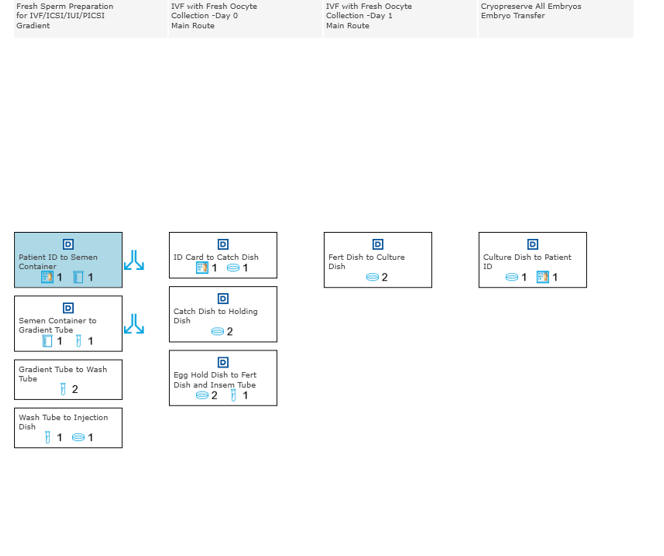 Fresh Sperm Preparation
for IVF/ICSI/IUI/PICSI
Gradient
IVF with Fresh Oocyte
Collection -Day 0
Main Route
IVF with Fresh Oocyte
Collection -Day 1
Main Route
Cryopreserve All Embryos
Embryo Transfer
D
Patient ID to Semen
Container
1 1
D
Semen Container to
Gradient Tube
1 1
Gradient Tube to Wash
Tube
2
Wash Tube to Injection
Dish
1 1
D
ID Card to Catch Dish
1 1
D
Catch Dish to Holding
Dish
2
D
Egg Hold Dish to Fert
Dish and Insem Tube
2 1
D
Fert Dish to Culture
Dish
2
D
Culture Dish to Patient
ID
1 1